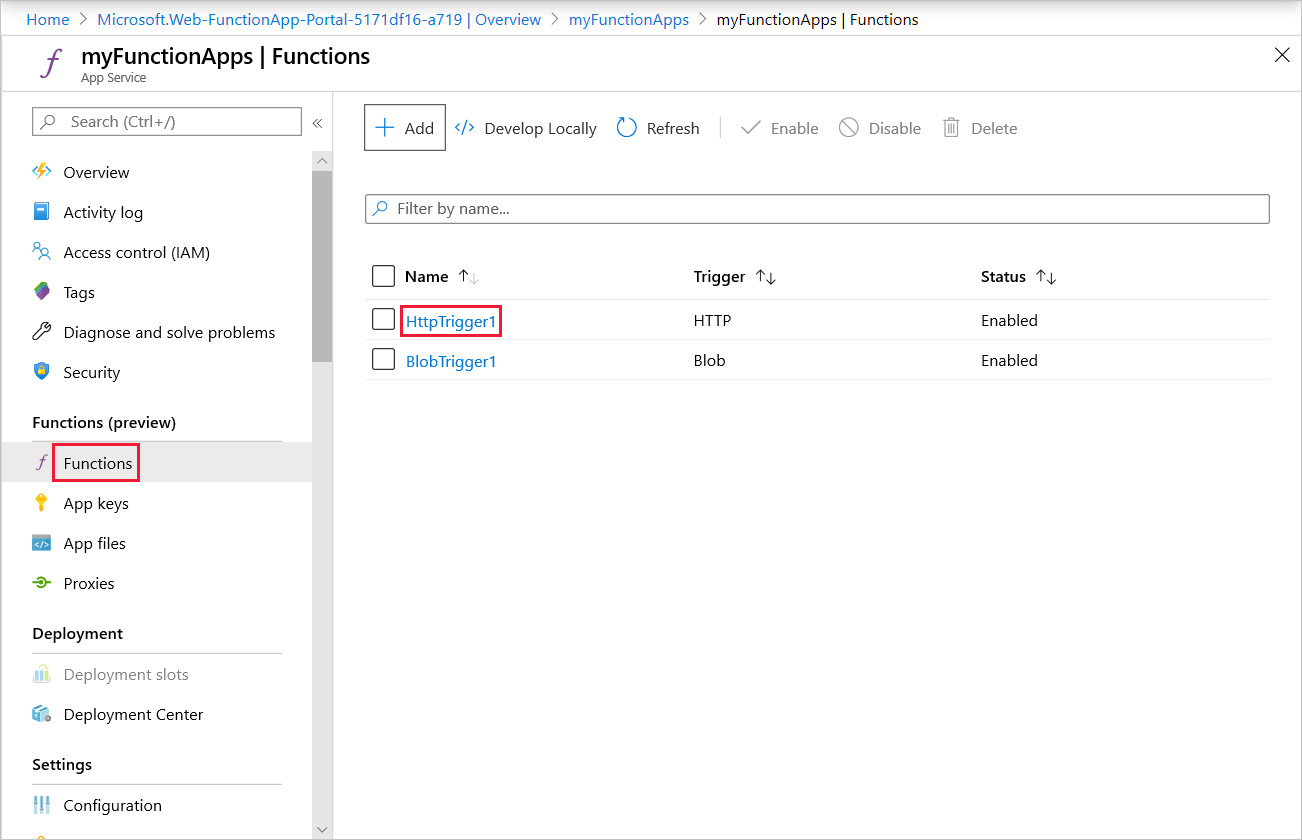 Home > Microsoft.Web-FunctionApp-Portal-5171df16-a719 | Overview > myFunctionApps > myFunctionApps | Functions
myFunctionApps | Functions
App Service
Search (Ctrl+/)
«
Overview
Activity log
Access control (IAM)
Tags
Diagnose and solve problems
Security
Functions (preview)
Functions
App keys
App files
Proxies
Deployment
Deployment slots
Deployment Center
Settings
Configuration
Add </> Develop Locally Refresh Enable Disable Delete
Filter by name...
Name Trigger Status
HttpTrigger1 HTTP Enabled
BlobTrigger1 Blob Enabled